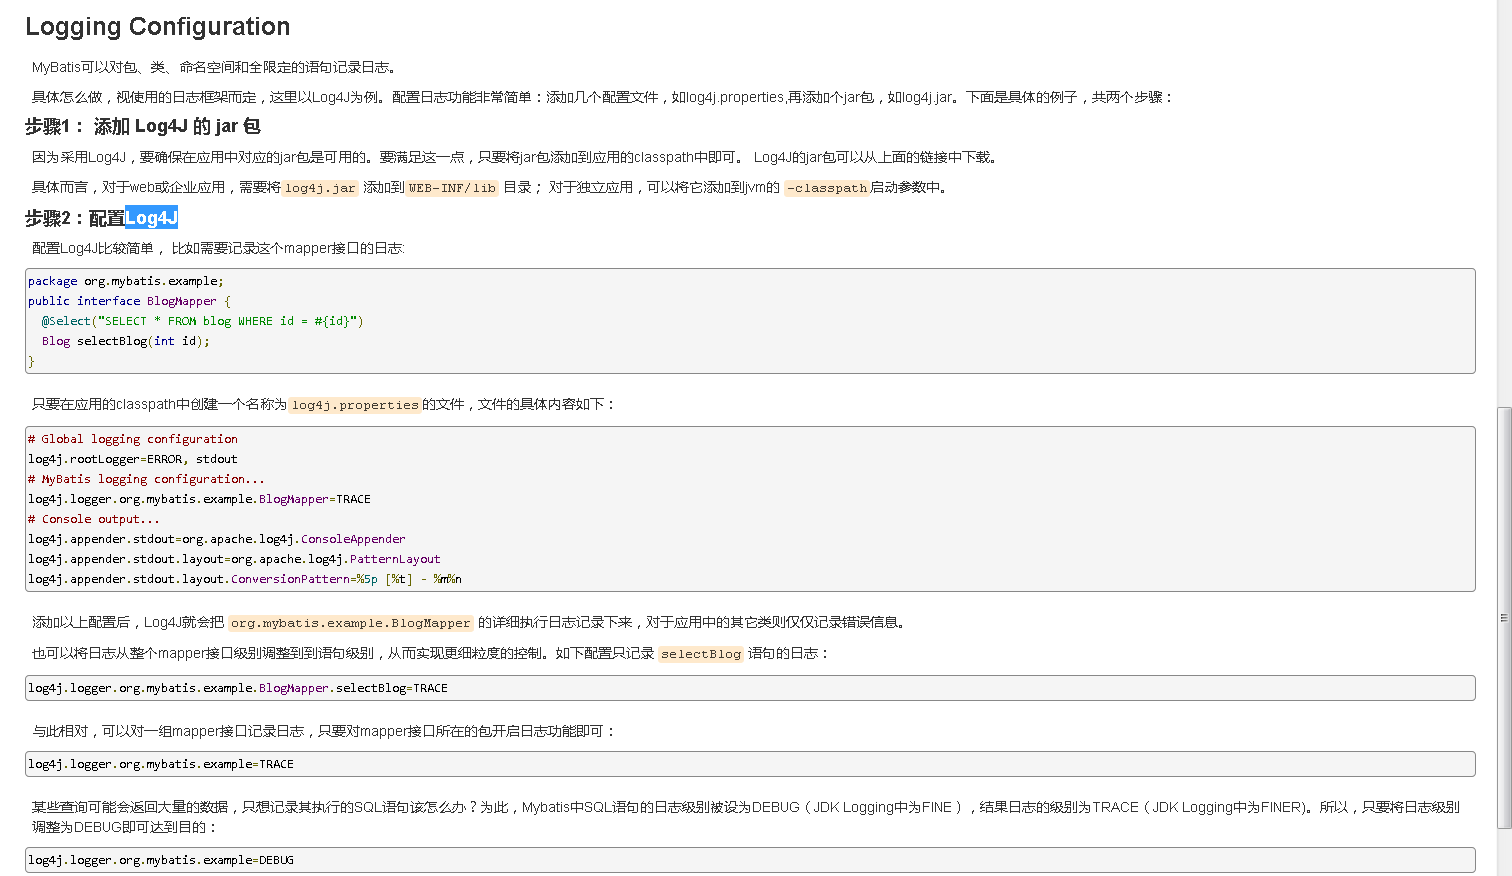 Logging Configuration
MyBatis可以对包、类、命名空间和全限定的语句记录日志。
具体怎么做，视使用的日志框架而定，这里以Log4J为例。配置日志功能非常简单：添加几个配置文件，如log4j.properties,再添加个jar包，如log4j.jar。下面是具体的例子，共两个步骤：
步骤1： 添加 Log4J 的 jar 包
因为采用Log4J，要确保在应用中对应的jar包是可用的。要满足这一点，只要将jar包添加到应用的classpath中即可。 Log4J的jar包可以从上面的链接中下载。
具体而言，对于web或企业应用，需要将log4j.jar 添加到WEB-INF/lib 目录； 对于独立应用，可以将它添加到jvm的 -classpath启动参数中。
步骤2：配置Log4J
配置Log4J比较简单， 比如需要记录这个mapper接口的日志:
package org.mybatis.example;
public interface BlogMapper {
  @Select("SELECT * FROM blog WHERE id = #{id}")
  Blog selectBlog(int id);
}
只要在应用的classpath中创建一个名称为log4j.properties的文件，文件的具体内容如下：
# Global logging configuration
log4j.rootLogger=ERROR, stdout
# MyBatis logging configuration...
log4j.logger.org.mybatis.example.BlogMapper=TRACE
# Console output...
log4j.appender.stdout=org.apache.log4j.ConsoleAppender
log4j.appender.stdout.layout=org.apache.log4j.PatternLayout
log4j.appender.stdout.layout.ConversionPattern=%5p [%t] - %m%n
添加以上配置后，Log4J就会把 org.mybatis.example.BlogMapper 的详细执行日志记录下来，对于应用中的其它类则仅仅记录错误信息。
也可以将日志从整个mapper接口级别调整到到语句级别，从而实现更细粒度的控制。如下配置只记录 selectBlog 语句的日志：
log4j.logger.org.mybatis.example.BlogMapper.selectBlog=TRACE
与此相对，可以对一组mapper接口记录日志，只要对mapper接口所在的包开启日志功能即可：
log4j.logger.org.mybatis.example=TRACE
某些查询可能会返回大量的数据，只想记录其执行的SQL语句该怎么办？为此，Mybatis中SQL语句的日志级别被设为DEBUG（JDK Logging中为FINE），结果日志的级别为TRACE（JDK Logging中为FINER)。所以，只要将日志级别
调整为DEBUG即可达到目的：
log4j.logger.org.mybatis.example=DEBUG